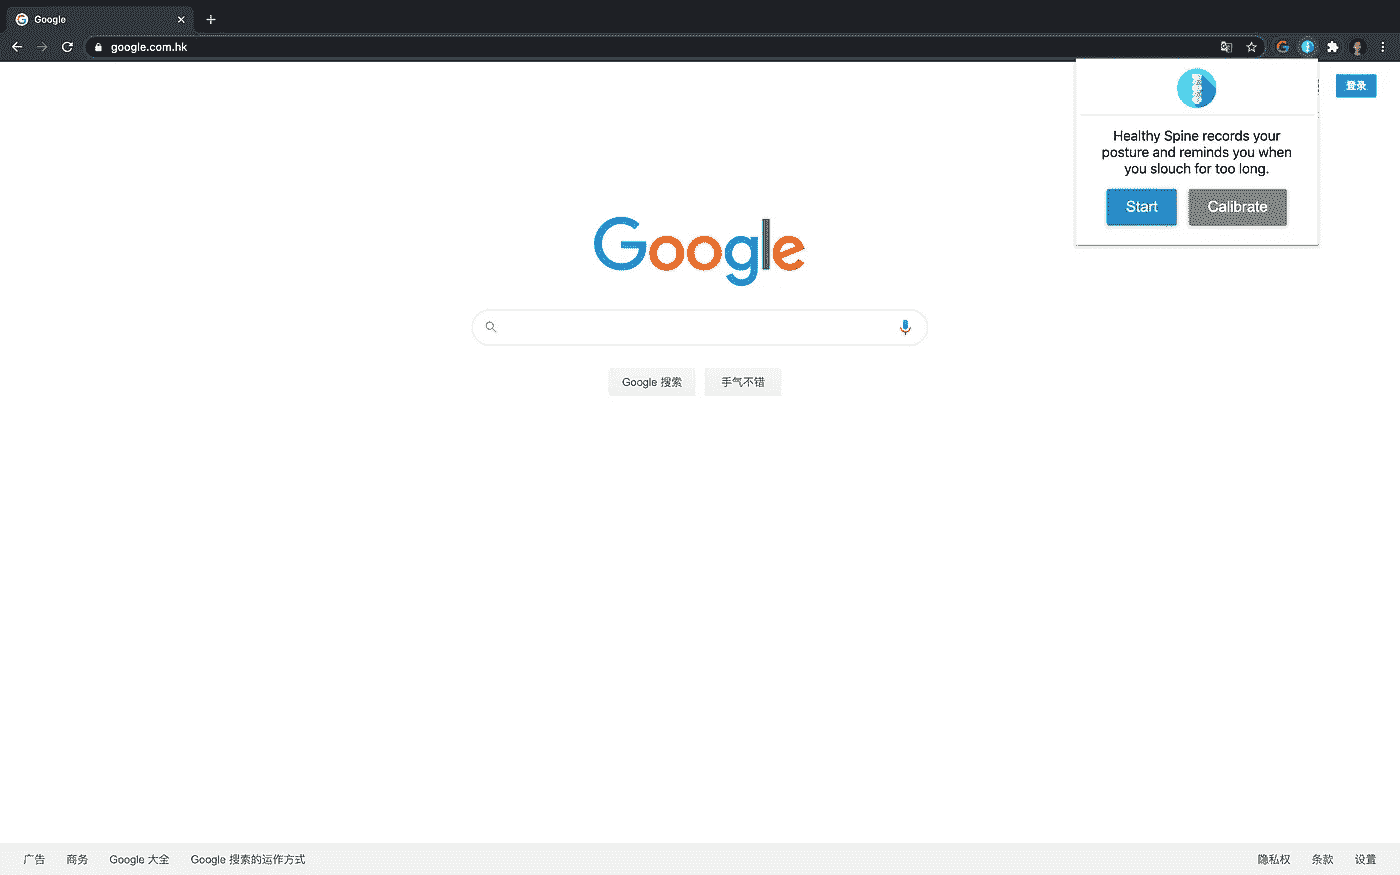 Google
google.com.hk
登录
Healthy Spine records your
posture and reminds you when
you slouch for too long.
Start
Calibrate
Google
Google 搜索
手气不错
广告
商务
Google 大全
Google 搜索的运作方式
隐私权
条款
设置